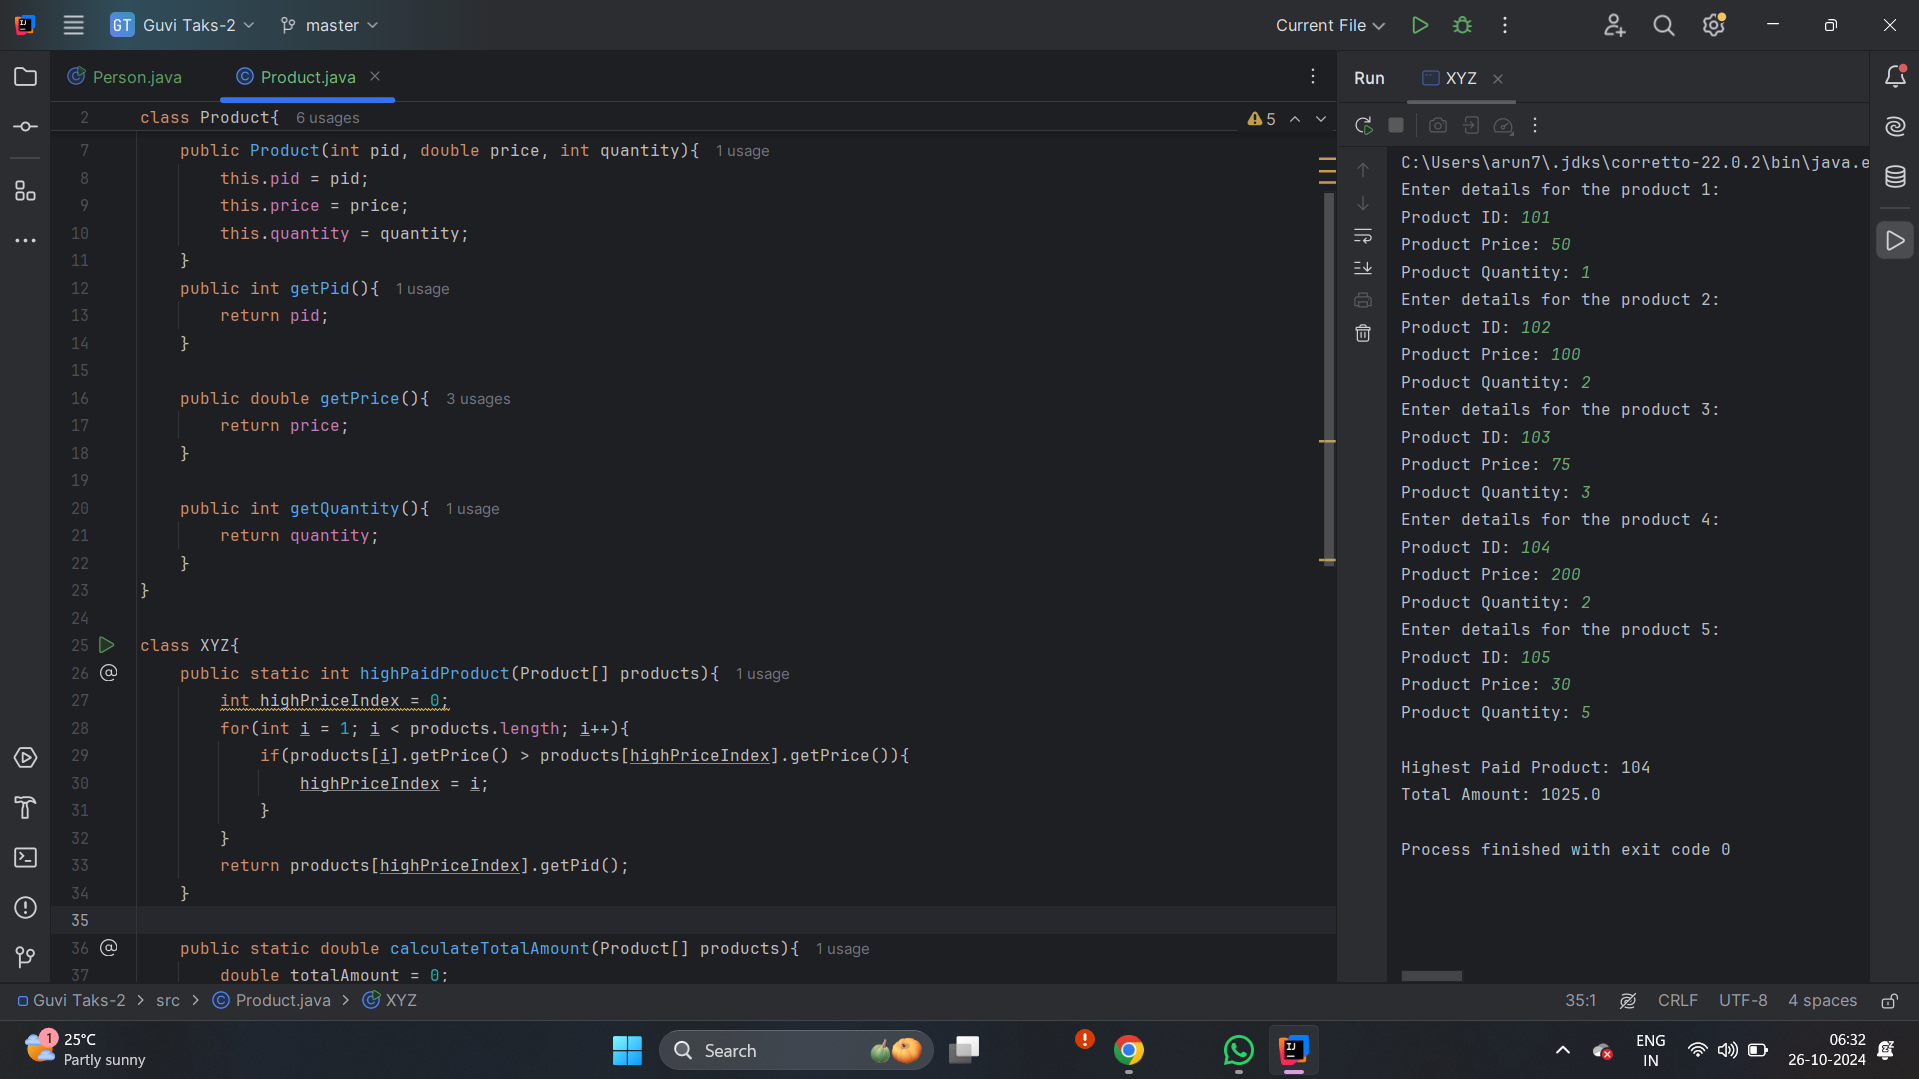 GT Guvi Taks-2 master Current File
Person.java Product.java
2 class Product{ 6 usages 5
7 public Product(int pid, double price, int quantity){ 1 usage
8 this.pid = pid;
9 this.price = price;
10 this.quantity = quantity;
11 }
12 public int getPid(){ 1 usage
13 return pid;
14 }
15
16 public double getPrice(){ 3 usages
17 return price;
18 }
19
20 public int getQuantity(){ 1 usage
21 return quantity;
22 }
23 }
24
25 class XYZ{
26 public static int highPaidProduct(Product[] products){ 1 usage
27 int highPriceIndex = 0;
28 for(int i = 1; i < products.length; i++){
29 if(products[i].getPrice() > products[highPriceIndex].getPrice()){
30 highPriceIndex = i;
31 }
32 }
33 return products[highPriceIndex].getPid();
34 }
35
36 public static double calculateTotalAmount(Product[] products){ 1 usage
37 double totalAmount = 0;
Run XYZ
C:\Users\arun7\.jdks\corretto-22.0.2\bin\java.e
Enter details for the product 1:
Product ID: 101
Product Price: 50
Product Quantity: 1
Enter details for the product 2:
Product ID: 102
Product Price: 100
Product Quantity: 2
Enter details for the product 3:
Product ID: 103
Product Price: 75
Product Quantity: 3
Enter details for the product 4:
Product ID: 104
Product Price: 200
Product Quantity: 2
Enter details for the product 5:
Product ID: 105
Product Price: 30
Product Quantity: 5
Highest Paid Product: 104
Total Amount: 1025.0
Process finished with exit code 0
Guvi Taks-2 > src > Product.java > XYZ 35:1 CRLF UTF-8 4 spaces
1 25°C
Partly sunny
Search
ENG
IN
06:32
26-10-2024